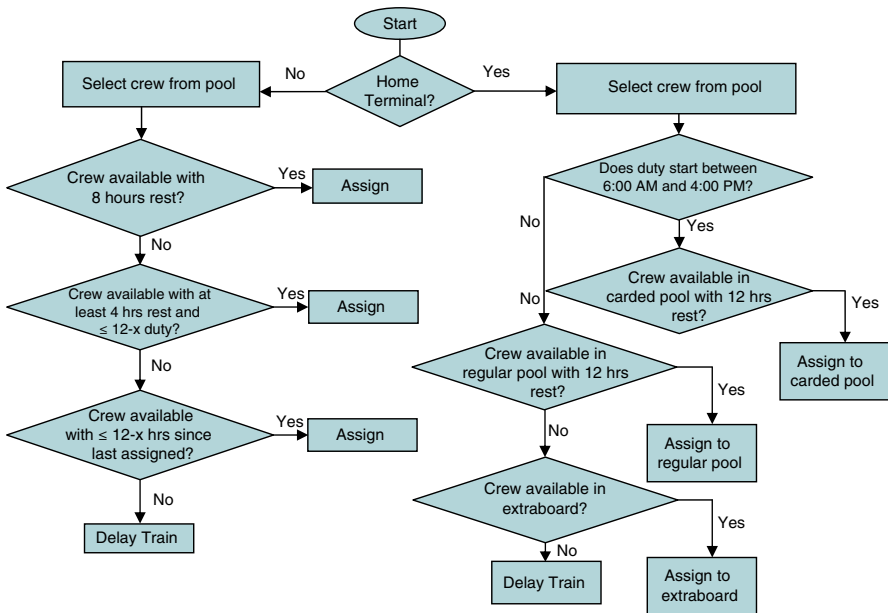 Start
No
Yes
Select crew from pool
Home
Terminal?
Select crew from pool
Crew available with
8 hours rest?
Yes
Assign
No
Crew available with at
least 4 hrs rest and
≤ 12-x duty?
Yes
Assign
No
Crew available
with ≤ 12-x hrs since
last assigned?
Yes
Assign
No
Delay Train
Does duty start between
6:00 AM and 4:00 PM?
No
Yes
Crew available in
carded pool with 12 hrs
rest?
Yes
Assign to
carded pool
No
Crew available in
regular pool with 12 hrs
rest?
Yes
Assign to
regular pool
No
Crew available in
extraboard?
Yes
Assign to
extraboard
No
Delay Train